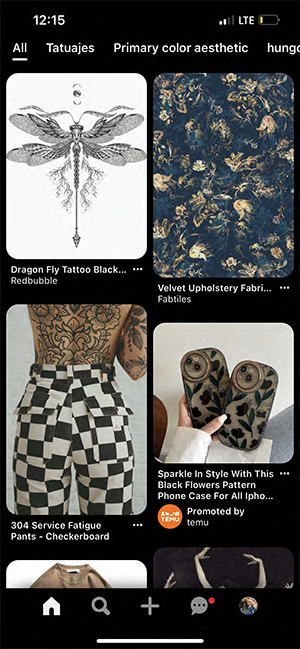 12:15
LTE
All Tatuajes Primary color aesthetic hungo
Dragon Fly Tattoo Black...
Redbubble
Velvet Upholstery Fabri...
Fabtiles
304 Service Fatigue
Pants - Checkerboard
Sparkle In Style With This
Black Flowers Pattern
Phone Case For All Ipho...
TEMU
Promoted by
temu